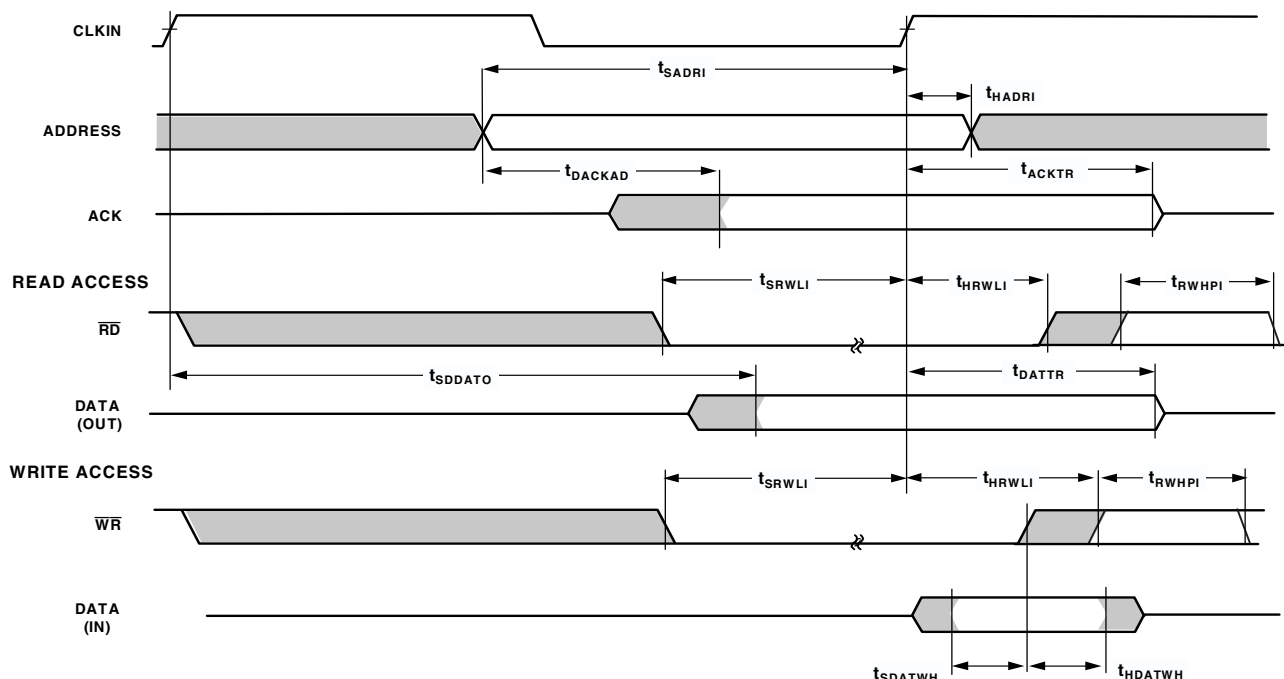 CLKIN
tSADRI
tHADRI
ADDRESS
tDACKAD
tACKTR
ACK
READ ACCESS
tSRWLI
tHRWLI
tRWHPI
RD
tSDDATO
tDATTR
DATA
(OUT)
WRITE ACCESS
tSRWLI
tHRWLI
tRWHPI
WR
DATA
(IN)
tSDATWH
tHDATWH